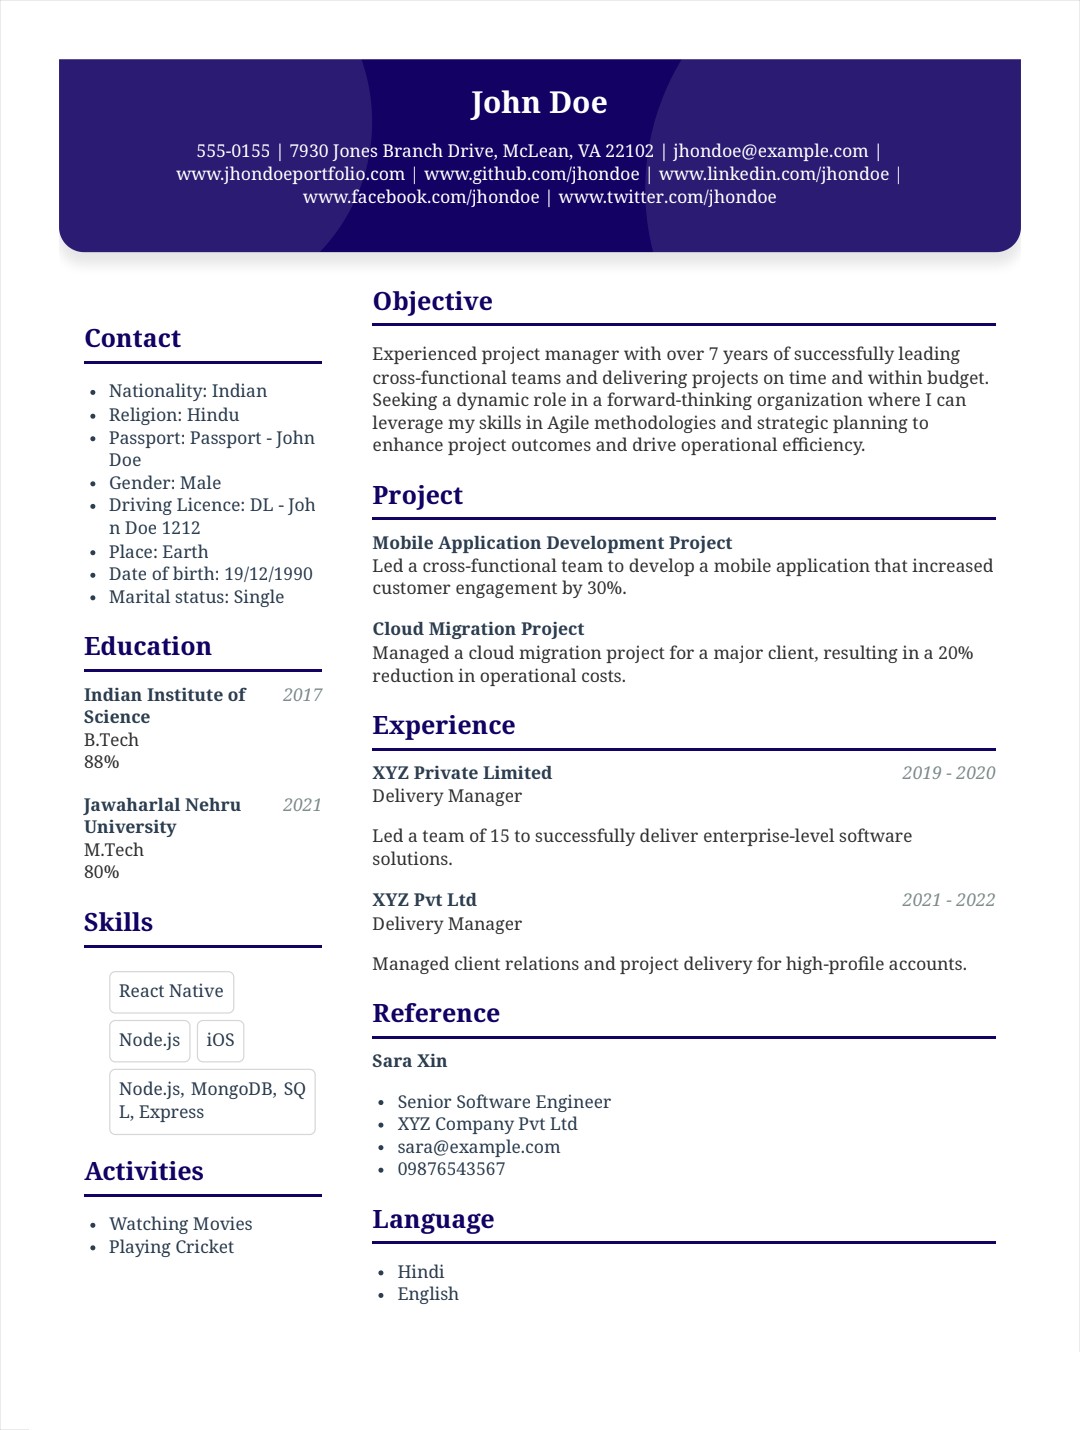 John Doe
555-0155 | 7930 Jones Branch Drive, McLean, VA 22102 | jhondoe@example.com |
www.jhondoeportfolio.com | www.github.com/jhondoe | www.linkedin.com/jhondoe |
www.facebook.com/jhondoe | www.twitter.com/jhondoe
Contact
• Nationality: Indian
• Religion: Hindu
• Passport: Passport - John
Doe
• Gender: Male
• Driving Licence: DL - Joh
n Doe 1212
• Place: Earth
• Date of birth: 19/12/1990
• Marital status: Single
Education
Indian Institute of 2017
Science
B.Tech
88%
Jawaharlal Nehru 2021
University
M.Tech
80%
Skills
React Native
Node.js iOS
Node.js, MongoDB, SQ
L, Express
Activities
• Watching Movies
• Playing Cricket
Objective
Experienced project manager with over 7 years of successfully leading
cross-functional teams and delivering projects on time and within budget.
Seeking a dynamic role in a forward-thinking organization where I can
leverage my skills in Agile methodologies and strategic planning to
enhance project outcomes and drive operational efficiency.
Project
Mobile Application Development Project
Led a cross-functional team to develop a mobile application that increased
customer engagement by 30%.
Cloud Migration Project
Managed a cloud migration project for a major client, resulting in a 20%
reduction in operational costs.
Experience
XYZ Private Limited 2019 - 2020
Delivery Manager
Led a team of 15 to successfully deliver enterprise-level software
solutions.
XYZ Pvt Ltd 2021 - 2022
Delivery Manager
Managed client relations and project delivery for high-profile accounts.
Reference
Sara Xin
• Senior Software Engineer
• XYZ Company Pvt Ltd
• sara@example.com
• 09876543567
Language
• Hindi
• English